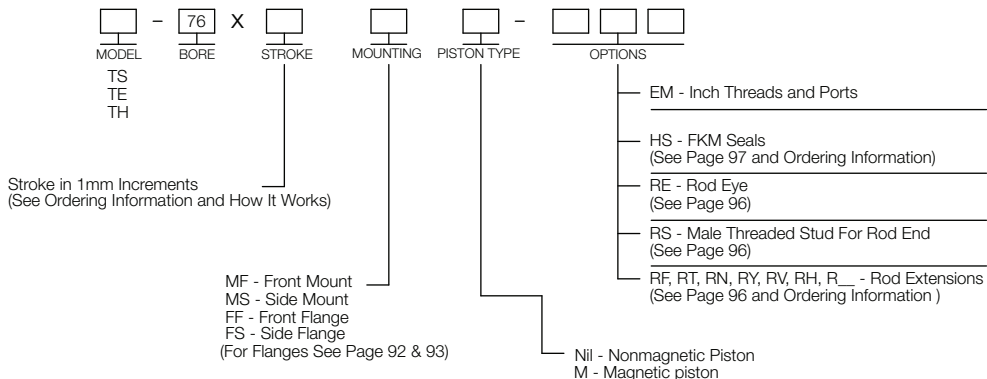 – 76 X –
MODEL BORE STROKE MOUNTING PISTON TYPE OPTIONS
TS
TE
TH
EM - Inch Threads and Ports
HS - FKM Seals
(See Page 97 and Ordering Information)
RE - Rod Eye
(See Page 96)
RS - Male Threaded Stud For Rod End
(See Page 96)
RF, RT, RN, RY, RV, RH, R__ - Rod Extensions
(See Page 96 and Ordering Information )
Stroke in 1mm Increments
(See Ordering Information and How It Works)
MF - Front Mount
MS - Side Mount
FF - Front Flange
FS - Side Flange
(For Flanges See Page 92 & 93)
Nil - Nonmagnetic Piston
M - Magnetic piston